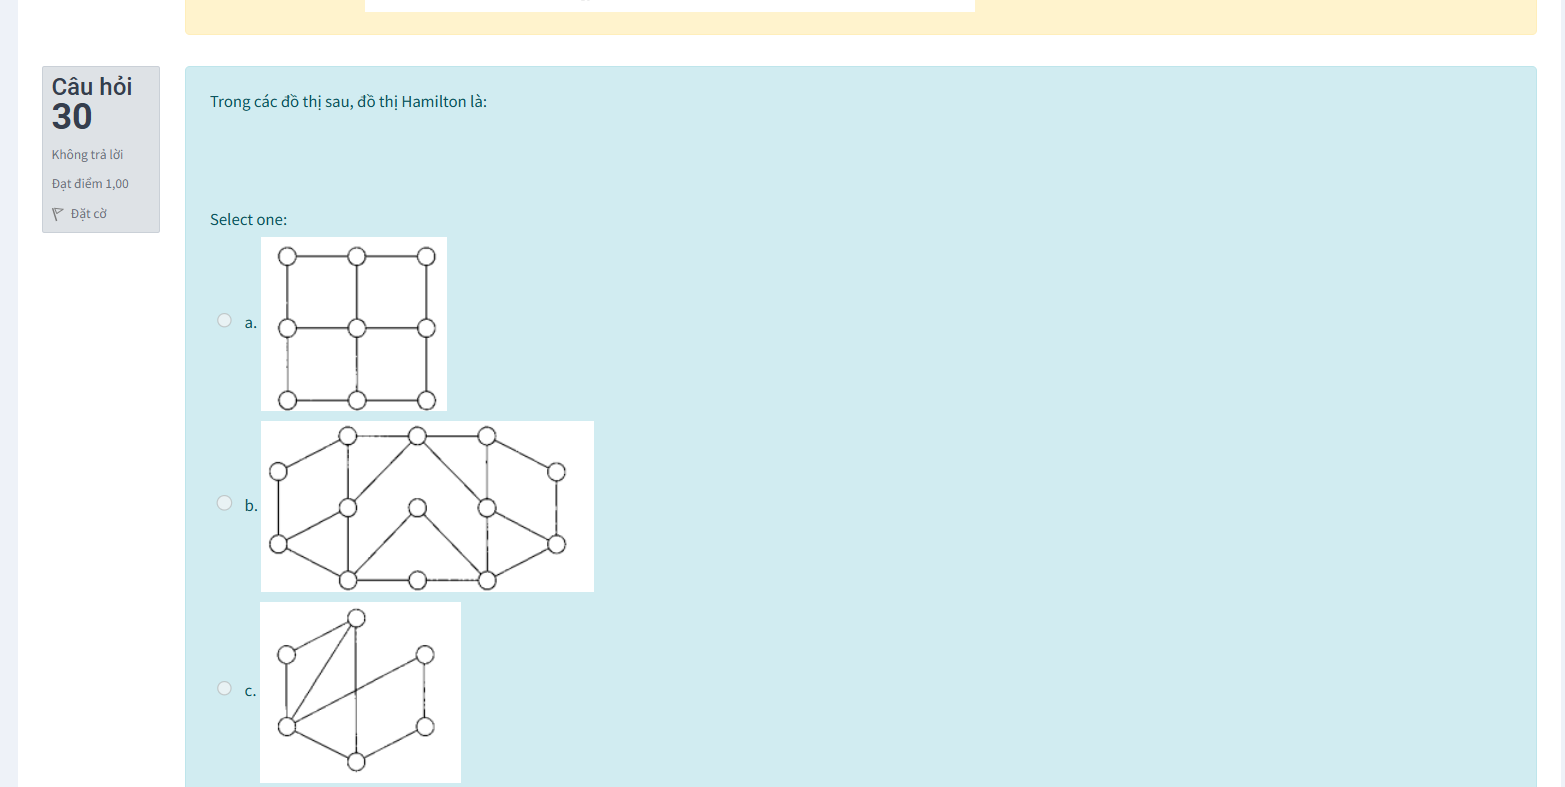 Câu hỏi
30
Không trả lời
Đạt điểm 1,00
Đặt cờ
Trong các đồ thị sau, đồ thị Hamilton là:
Select one:
a.
b.
c.